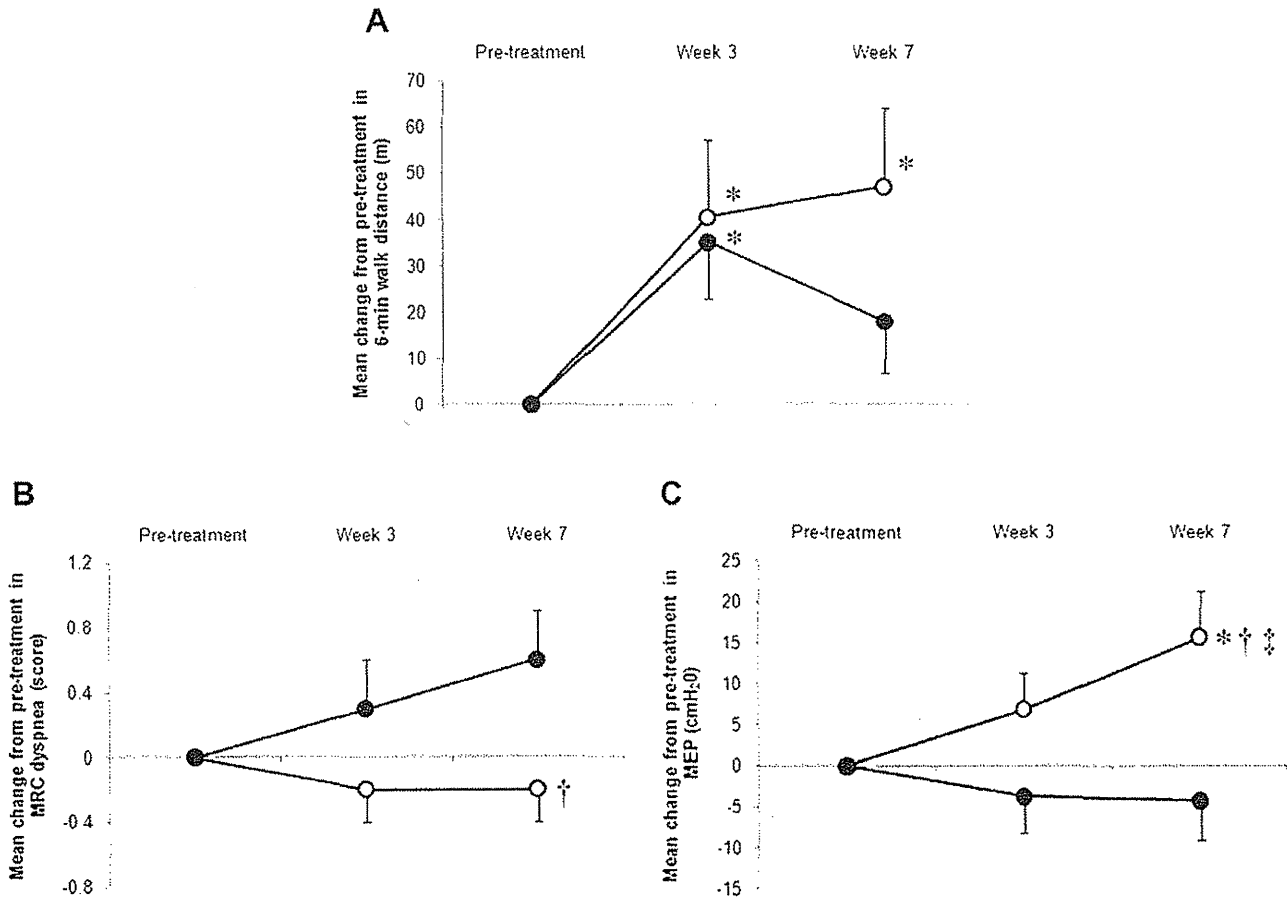 A
Pre-treatment Week 3 Week 7
Mean change from pre-treatment in
6-min walk distance (m)
70
60
50
40
30
20
10
0
*
*
*
B
Pre-treatment Week 3 Week 7
Mean change from pre-treatment in
MRC dyspnea (score)
1.2
0.8
0.4
0
-0.4
-0.8
†
C
Pre-treatment Week 3 Week 7
Mean change from pre-treatment in
MEP (cmH₂0)
25
20
15
10
5
0
-5
-10
-15
* † ‡